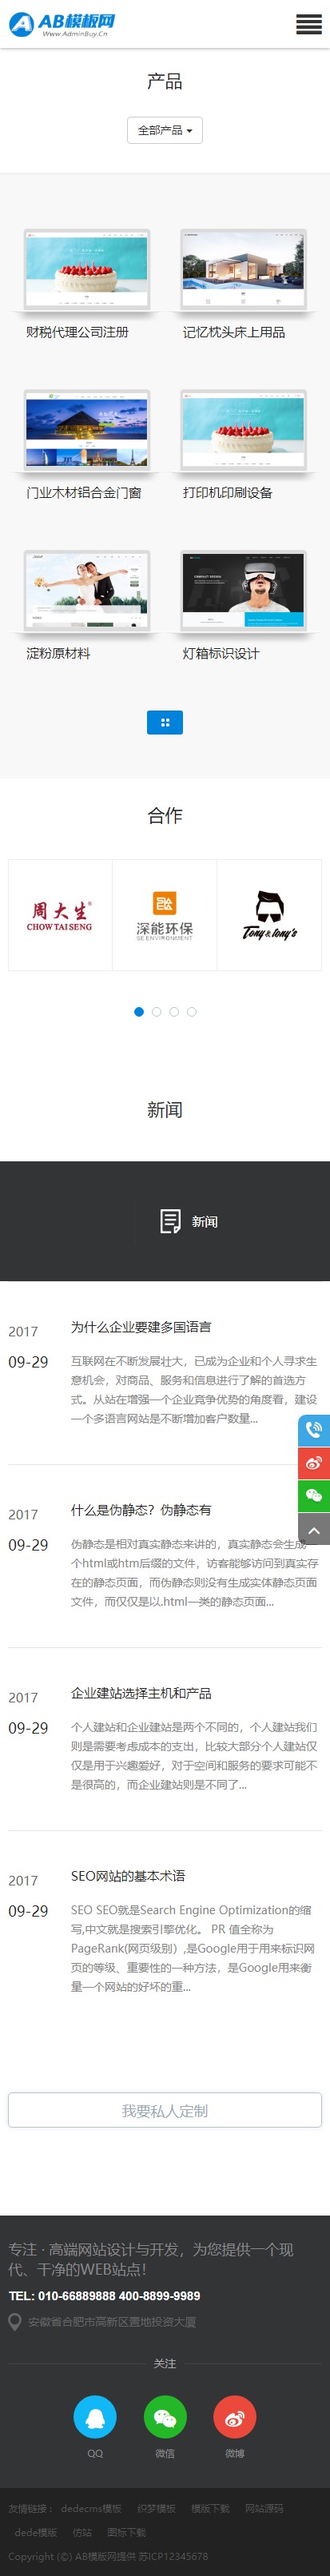 AB模板网
Www.AdminBuy.Cn
产品
全部产品
财税代理公司注册
记忆枕头床上用品
门业木材铝合金门窗
打印机印刷设备
淀粉原材料
灯箱标识设计
合作
周大生®
CHOW TAI SENG
深能环保
SE ENVIRONMENT
Tony & tony's
新闻
新闻
为什么企业要建多国语言
2017
09-29
互联网在不断发展壮大，已成为企业和个人寻求生
意机会，对商品、服务和信息进行了解的首选方
式。从站在增强一个企业竞争优势的角度看，建设
一个多语言网站是不断增加客户数量...
什么是伪静态？伪静态有
2017
09-29
伪静态是相对真实静态来讲的，真实静态会生成一
个html或htm后缀的文件，访客能够访问到真实存
在的静态页面，而伪静态则没有生成实体静态页面
文件，而仅仅是以.html一类的静态页面...
企业建站选择主机和产品
2017
09-29
个人建站和企业建站是两个不同的，个人建站我们
则是需要考虑成本的支出，比较大部分个人建站仅
仅是用于兴趣爱好，对于空间和服务的要求可能不
是很高的，而企业建站则是不同了...
SEO网站的基本术语
2017
09-29
SEO SEO就是Search Engine Optimization的缩
写,中文就是搜索引擎优化。 PR 值全称为
PageRank(网页级别）,是Google用于用来标识网
页的等级、重要性的一种方法，是Google用来衡
量一个网站的好坏的重...
我要私人定制
专注 · 高端网站设计与开发，为您提供一个现
代、干净的WEB站点！
TEL: 010-66889888 400-8899-9989
安徽省合肥市高新区置地投资大厦
关注
QQ
微信
微博
友情链接： dedecms模板 织梦模板 模版下载 网站源码
dede模版 仿站 图标下载
Copyright (©) AB模板网提供 苏ICP12345678